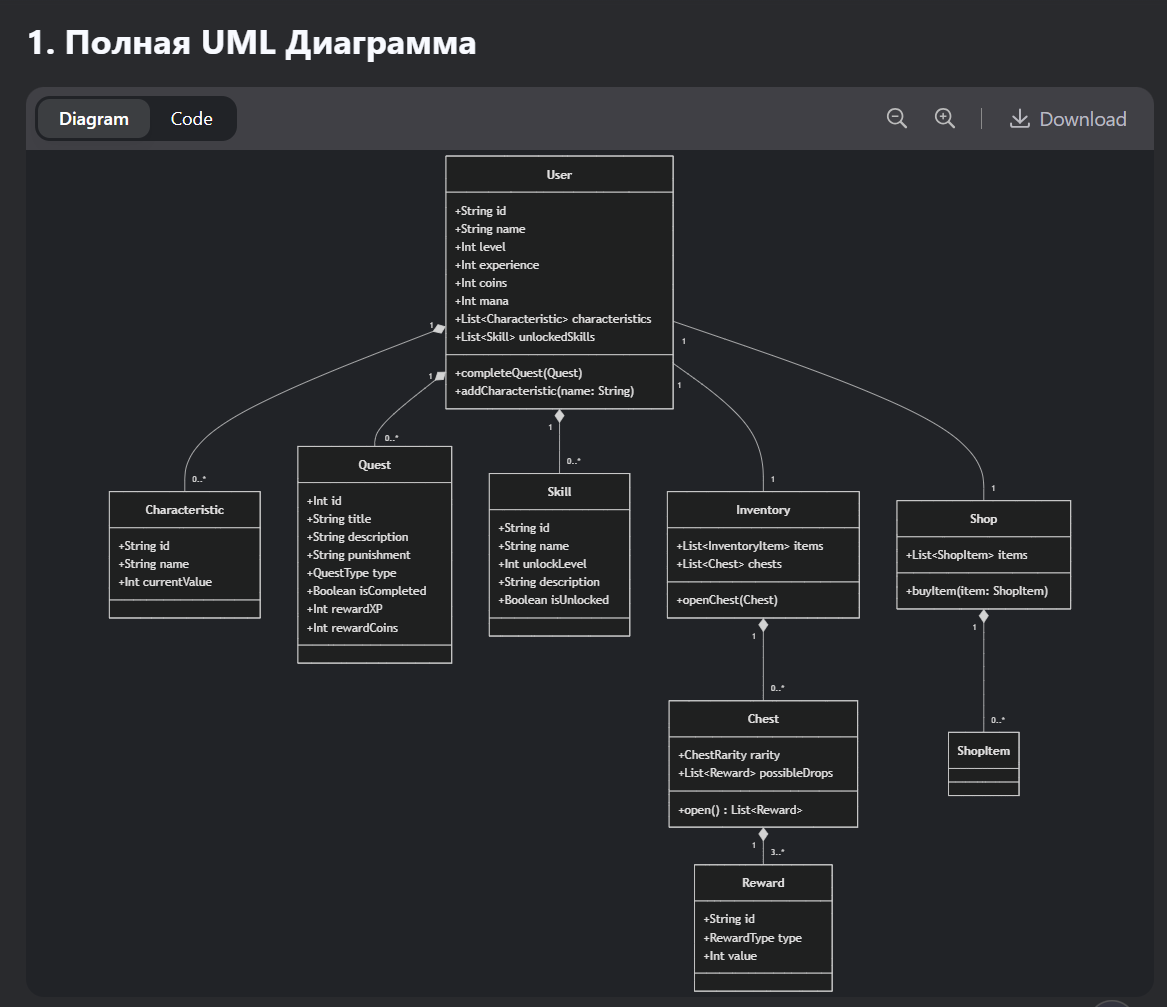 1. Полная UML Диаграмма
Diagram
Code
Download
User
+String id
+String name
+Int level
+Int experience
+Int coins
+Int mana
+List<Characteristic> characteristics
+List<Skill> unlockedSkills
+completeQuest(Quest)
+addCharacteristic(name: String)
1
1
1
1
1
0..*
0..*
0..*
1
1
Characteristic
+String id
+String name
+Int currentValue
Quest
+Int id
+String title
+String description
+String punishment
+QuestType type
+Boolean isCompleted
+Int rewardXP
+Int rewardCoins
Skill
+String id
+String name
+Int unlockLevel
+String description
+Boolean isUnlocked
Inventory
+List<InventoryItem> items
+List<Chest> chests
+openChest(Chest)
Shop
+List<ShopItem> items
+buyItem(item: ShopItem)
1
0..*
1
0..*
Chest
+ChestRarity rarity
+List<Reward> possibleDrops
+open() : List<Reward>
ShopItem
1
3..*
Reward
+String id
+RewardType type
+Int value